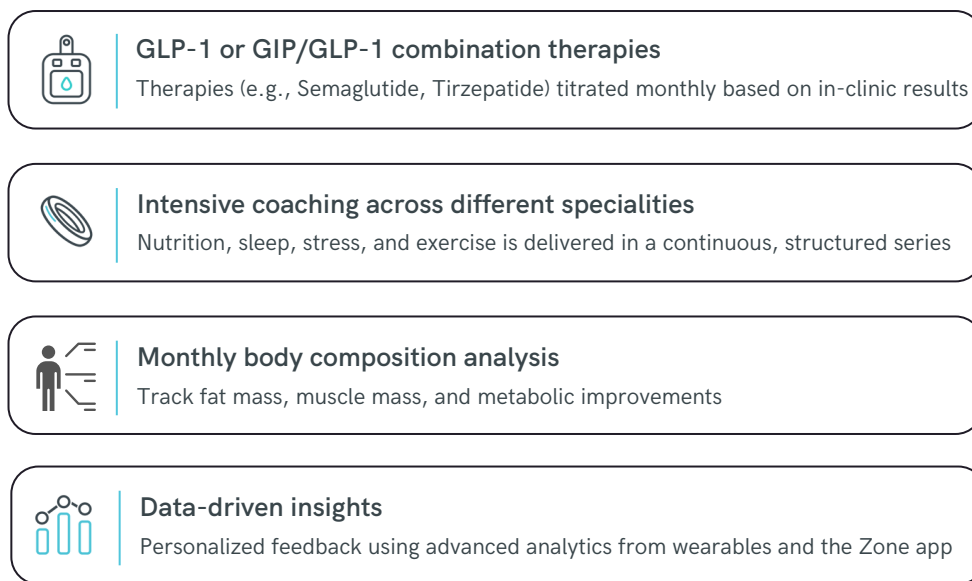 GLP-1 or GIP/GLP-1 combination therapies
Therapies (e.g., Semaglutide, Tirzepatide) titrated monthly based on in-clinic results
Intensive coaching across different specialities
Nutrition, sleep, stress, and exercise is delivered in a continuous, structured series
Monthly body composition analysis
Track fat mass, muscle mass, and metabolic improvements
Data-driven insights
Personalized feedback using advanced analytics from wearables and the Zone app